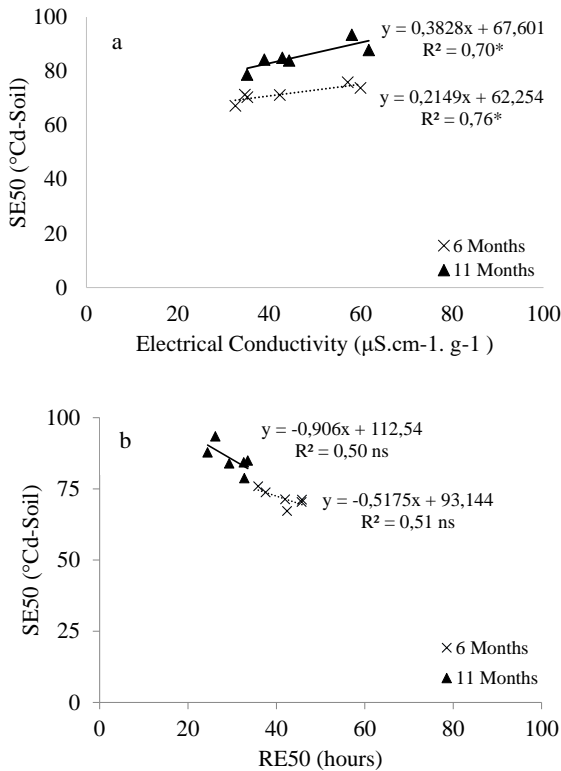 a
y = 0,3828x + 67,601
R² = 0,70*
y = 0,2149x + 62,254
R² = 0,76*
100
80
60
40
20
0
SE50 (°Cd-Soil)
6 Months
11 Months
0 20 40 60 80 100
Electrical Conductivity (µS.cm-1. g-1 )
b
y = -0,906x + 112,54
R² = 0,50 ns
y = -0,5175x + 93,144
R² = 0,51 ns
100
75
50
25
0
SE50 (°Cd-Soil)
6 Months
11 Months
0 20 40 60 80 100
RE50 (hours)